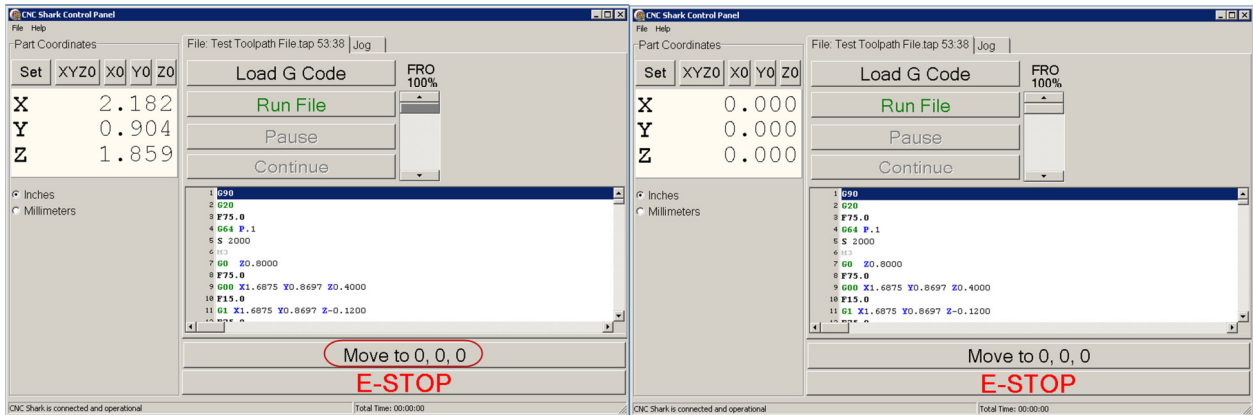 CNC Shark Control Panel
File Help
Part Coordinates
File: Test Toolpath File.tap 53:38 Jog
Set XYZ0 X0 Y0 Z0
Load G Code
FRO
100%
X 2.182
Y 0.904
Z 1.859
Run File
Pause
Continue
Inches
Millimeters
1 G90
2 G20
3 F75.0
4 G64 P.1
5 S 2000
6 M3
7 G0 Z0.8000
8 F75.0
9 G00 X1.6875 Y0.8697 Z0.4000
10 F15.0
11 G1 X1.6875 Y0.8697 Z-0.1200
Move to 0, 0, 0
E-STOP
CNC Shark is connected and operational Total Time: 00:00:00
CNC Shark Control Panel
File Help
Part Coordinates
File: Test Toolpath File.tap 53:38 Jog
Set XYZ0 X0 Y0 Z0
Load G Code
FRO
100%
X 0.000
Y 0.000
Z 0.000
Run File
Pause
Continue
Inches
Millimeters
1 G90
2 G20
3 F75.0
4 G64 P.1
5 S 2000
6 M3
7 G0 Z0.8000
8 F75.0
9 G00 X1.6875 Y0.8697 Z0.4000
10 F15.0
11 G1 X1.6875 Y0.8697 Z-0.1200
Move to 0, 0, 0
E-STOP
CNC Shark is connected and operational Total Time: 00:00:00